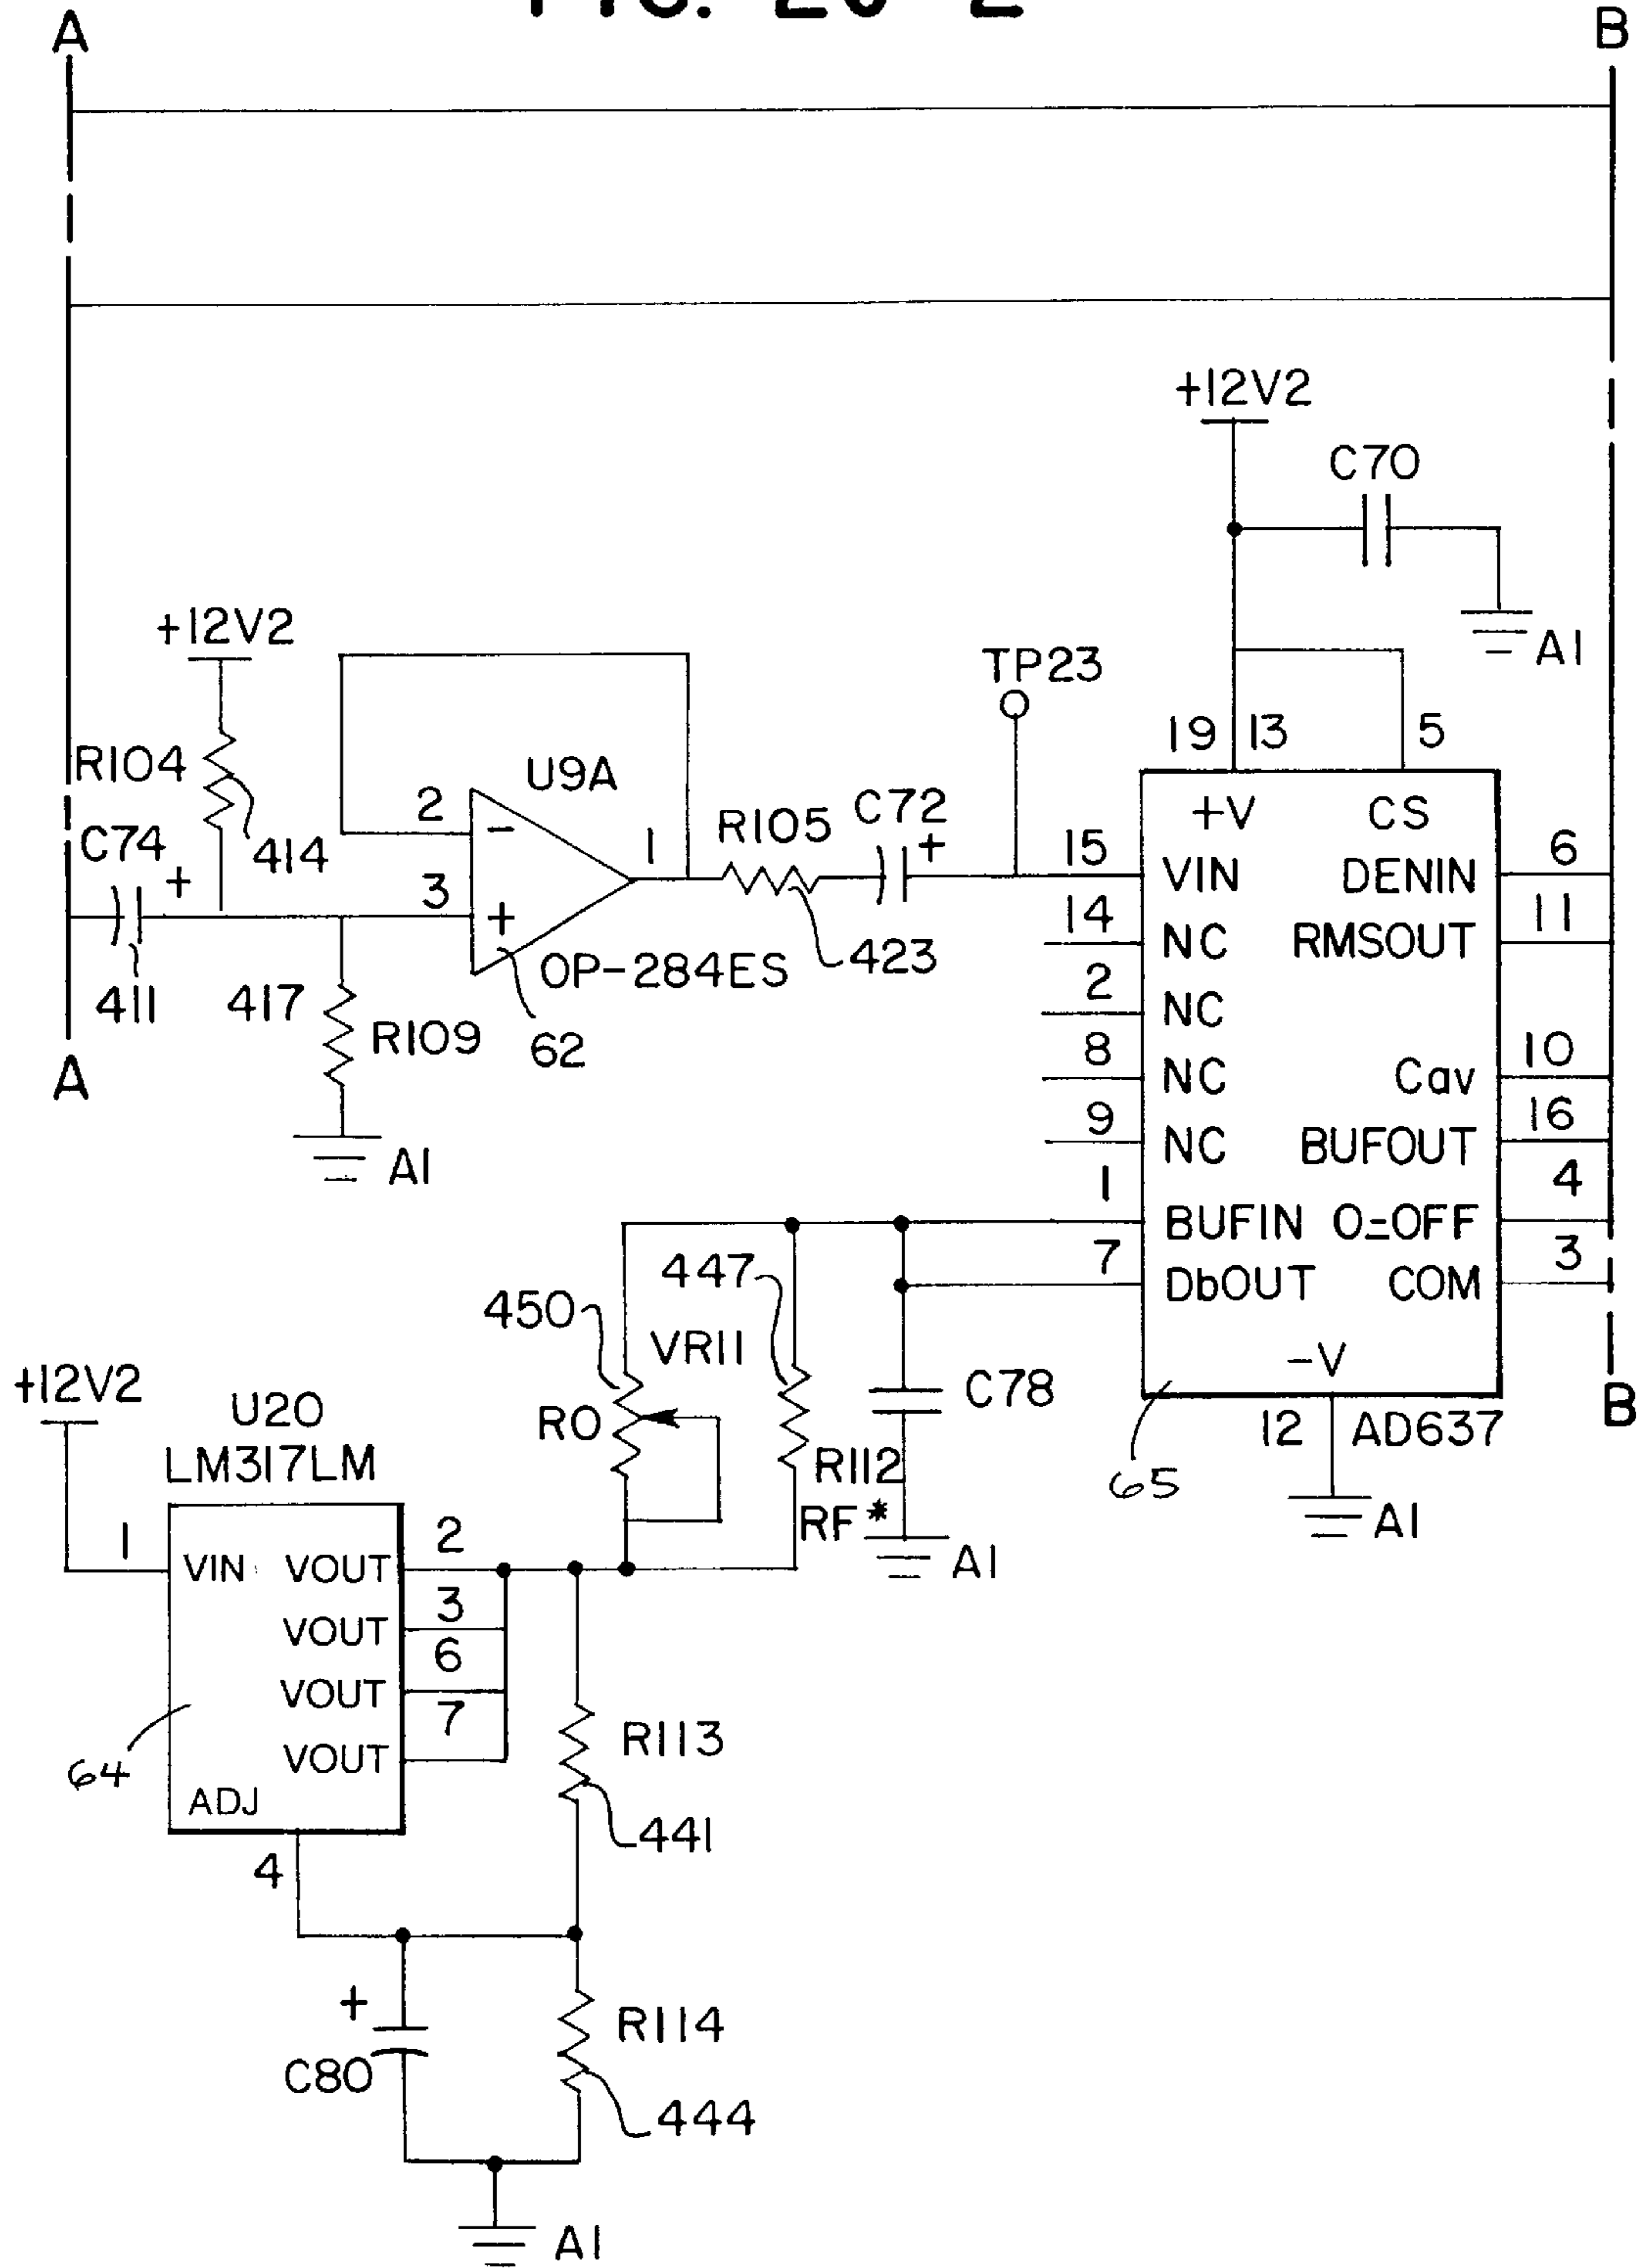 FIG. 20-2
A
B
+12V2
C70
A1
+12V2
TP23
19 13 5
R104
U9A
C74
+
414
2
-
1
R105
C72
+
15
+V
CS
6
VIN
DENIN
3
+
14
11
NC
RMSOUT
411
417
R109
OP-284ES
423
2
NC
62
8
10
NC
Cav
A
9
16
NC
BUFOUT
A1
1
4
BUFIN
O=OFF
7
3
DbOUT
COM
447
450
VR11
-V
+12V2
U20
LM317LM
RO
C78
R112
RF*
A1
65
12
AD637
B
A1
1
VIN
VOUT
2
3
VOUT
6
VOUT
7
VOUT
64
ADJ
R113
441
4
+
C80
R114
444
A1